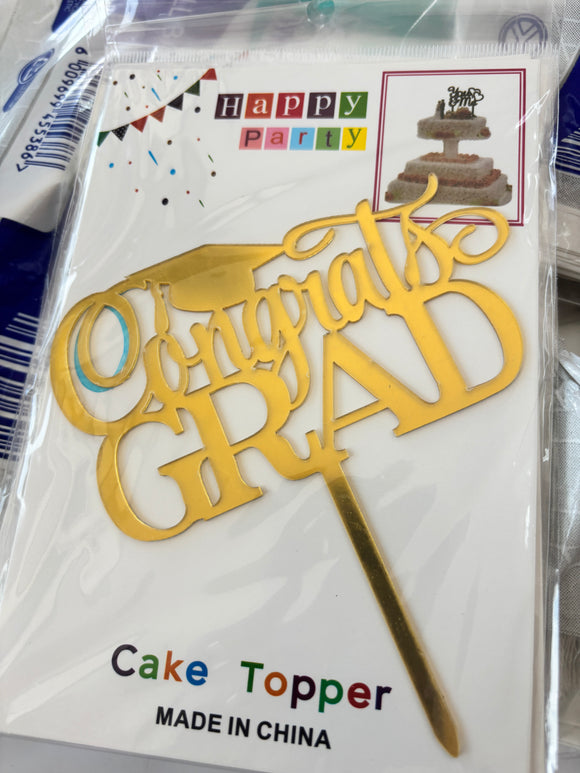 Happy
Party
Congrats
GRAD
Cake Topper
MADE IN CHINA